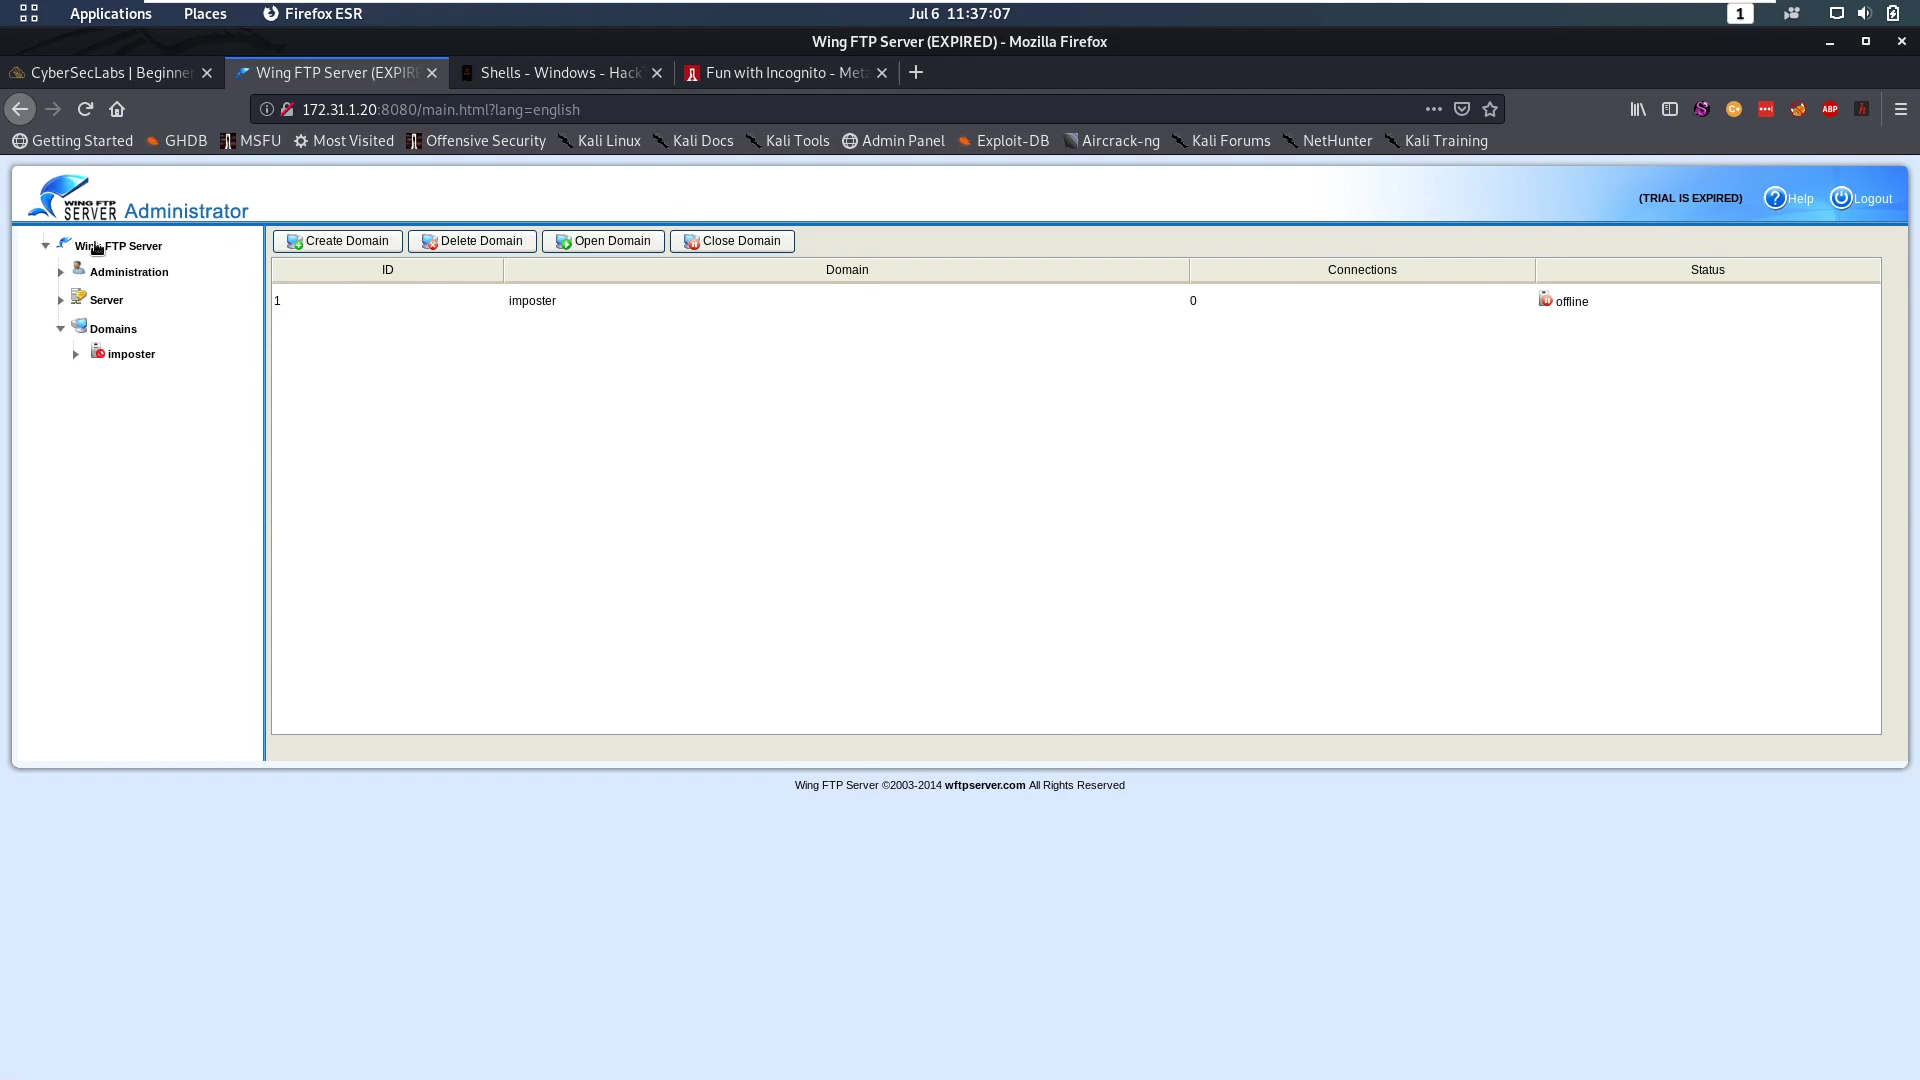 Applications Places Firefox ESR Jul 6 11:37:07 1
Wing FTP Server (EXPIRED) - Mozilla Firefox
CyberSecLabs | Beginner Wing FTP Server (EXPIRE Shells - Windows - Hack Fun with Incognito - Meta
172.31.1.20:8080/main.html?lang=english
ABP
Getting Started GHDB MSFU Most Visited Offensive Security Kali Linux Kali Docs Kali Tools Admin Panel Exploit-DB Aircrack-ng Kali Forums NetHunter Kali Training
WING FTP SERVER Administrator (TRIAL IS EXPIRED) Help Logout
Wing FTP Server
Administration
Server
Domains
imposter
Create Domain Delete Domain Open Domain Close Domain
ID Domain Connections Status
1 imposter 0 offline
Wing FTP Server ©2003-2014 wftpserver.com All Rights Reserved